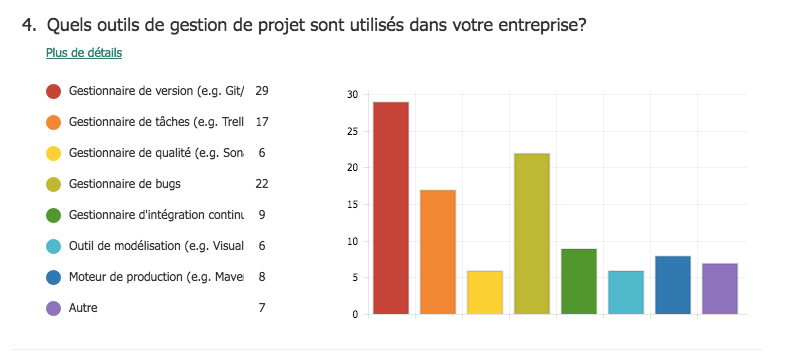 4. Quels outils de gestion de projet sont utilisés dans votre entreprise?
Plus de détails
Gestionnaire de version (e.g. Git/ 29
Gestionnaire de tâches (e.g. Trell 17
Gestionnaire de qualité (e.g. Son 6
Gestionnaire de bugs 22
Gestionnaire d'intégration continu 9
Outil de modélisation (e.g. Visual 6
Moteur de production (e.g. Maven 8
Autre 7
30
25
20
15
10
5
0